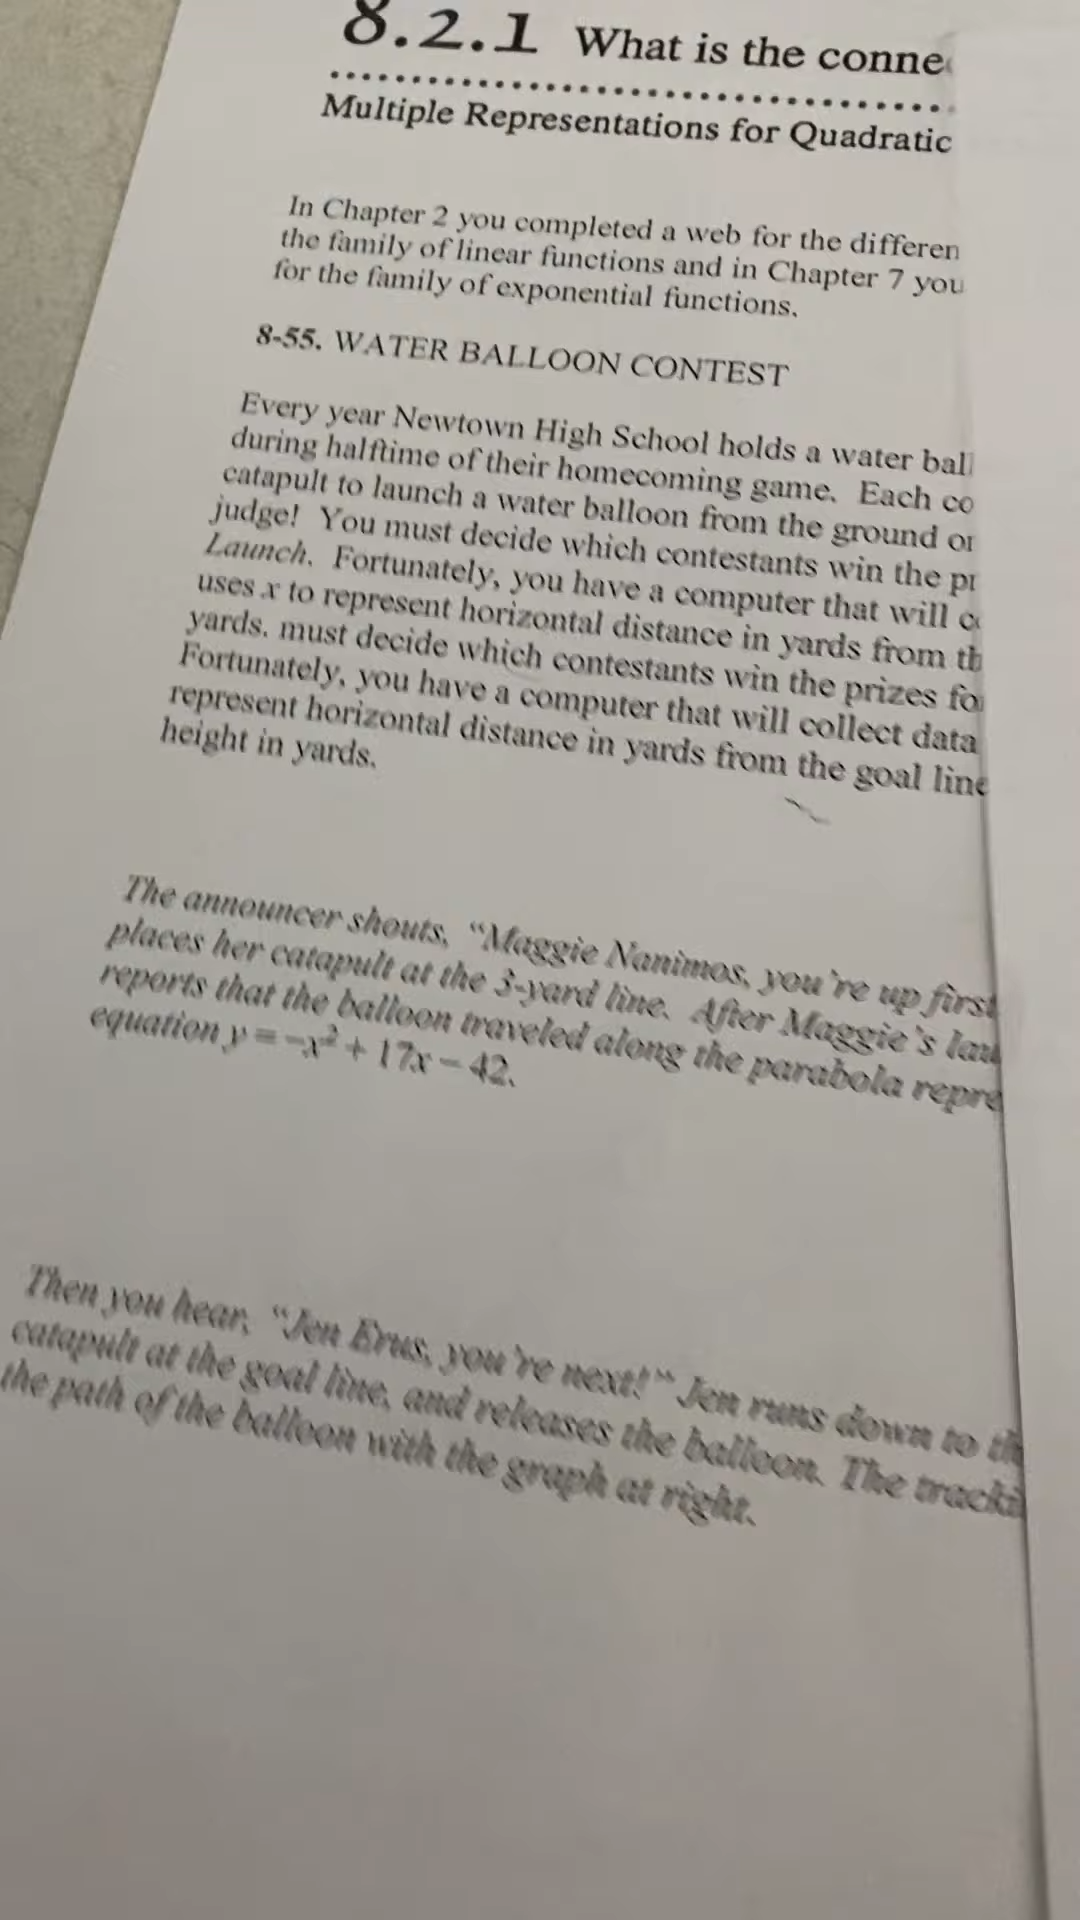 8.2.1 What is the conne
Multiple Representations for Quadratic
In Chapter 2 you completed a web for the differen
the family of linear functions and in Chapter 7 you
for the family of exponential functions.
8-55. WATER BALLOON CONTEST
Every year Newtown High School holds a water ball
during halftime of their homecoming game. Each co
catapult to launch a water balloon from the ground or
judge! You must decide which contestants win the pr
Launch. Fortunately, you have a computer that will co
uses x to represent horizontal distance in yards from th
yards. must decide which contestants win the prizes for
Fortunately, you have a computer that will collect data
represent horizontal distance in yards from the goal line
height in yards.
The announcer shouts, “Maggie Nanimos, you’re up first
places her catapult at the 3-yard line. After Maggie’s lau
reports that the balloon traveled along the parabola repre
equation y = –x² + 17x – 42.
Then you hear, “Jen Erus, you’re next!” Jen runs down to th
catapult at the goal line, and releases the balloon. The tracki
the path of the balloon with the graph at right.